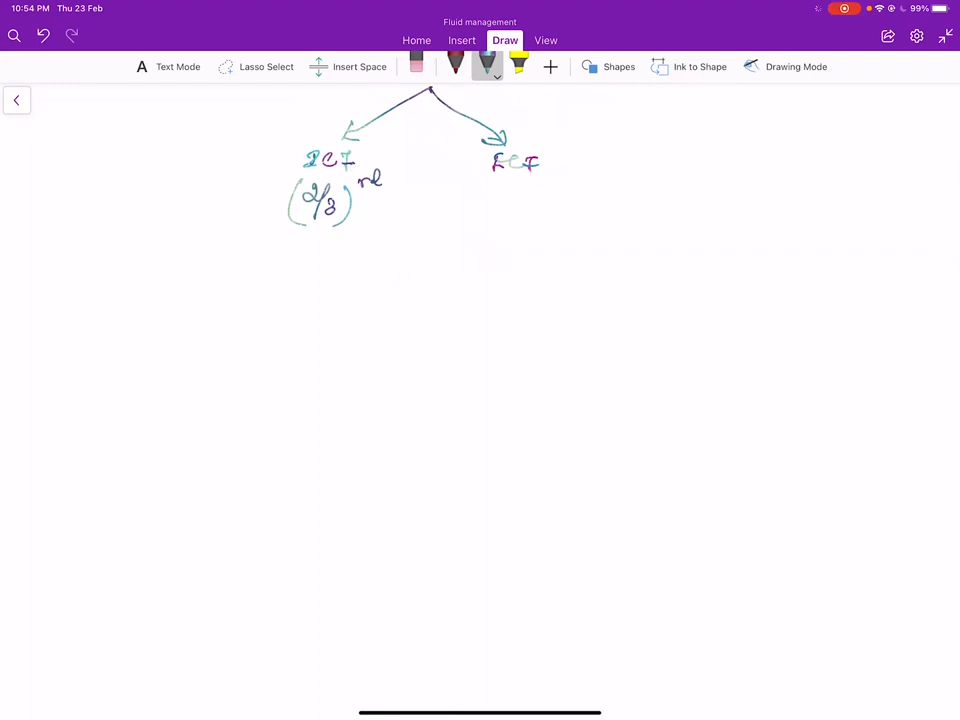 10:54 PM Thu 23 Feb 99%
Fluid management
Home Insert Draw View
A Text Mode Lasso Select Insert Space Shapes Ink to Shape Drawing Mode
ICF ECF
(2/3)rd